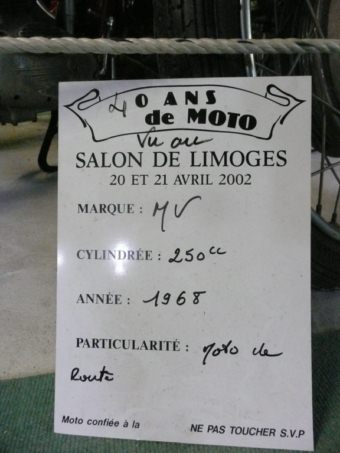 40 ANS
de MOTO
Vu au
SALON DE LIMOGES
20 ET 21 AVRIL 2002
MARQUE : MV
CYLINDRÉE : 250cc
ANNÉE : 1968
PARTICULARITÉ : Moto de
Route
Moto confiée à la NE PAS TOUCHER S.V.P